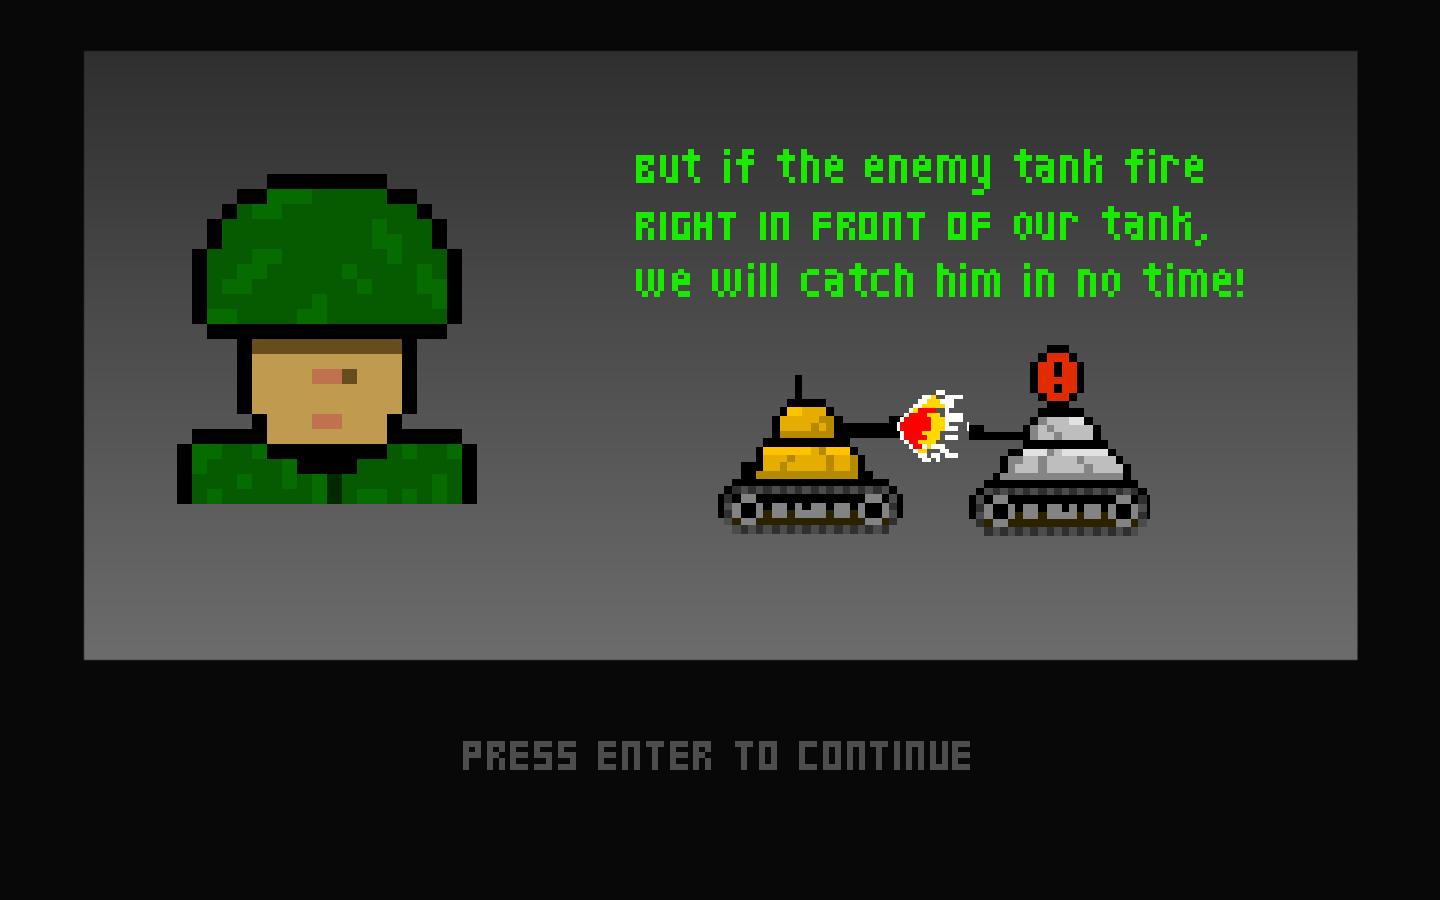 But if the enemy tank fire
RIGHT IN FRONT OF our tank,
we will catch him in no time!
!
PRESS ENTER TO CONTINUE